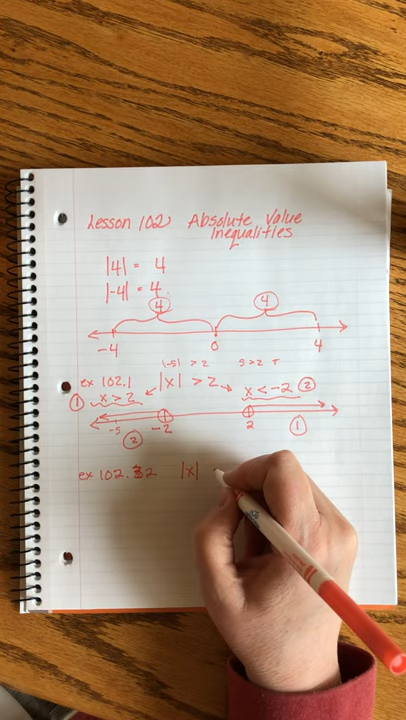 Lesson 102 Absolute Value
Inequalities
|4| = 4
|-4| = 4
4 4
-4 0 4
|-5| > 2 5 > 2 T
ex 102.1 |x| > 2
① x > 2 x < -2 ②
-5 -2 2
② ①
ex 102.2 |x|